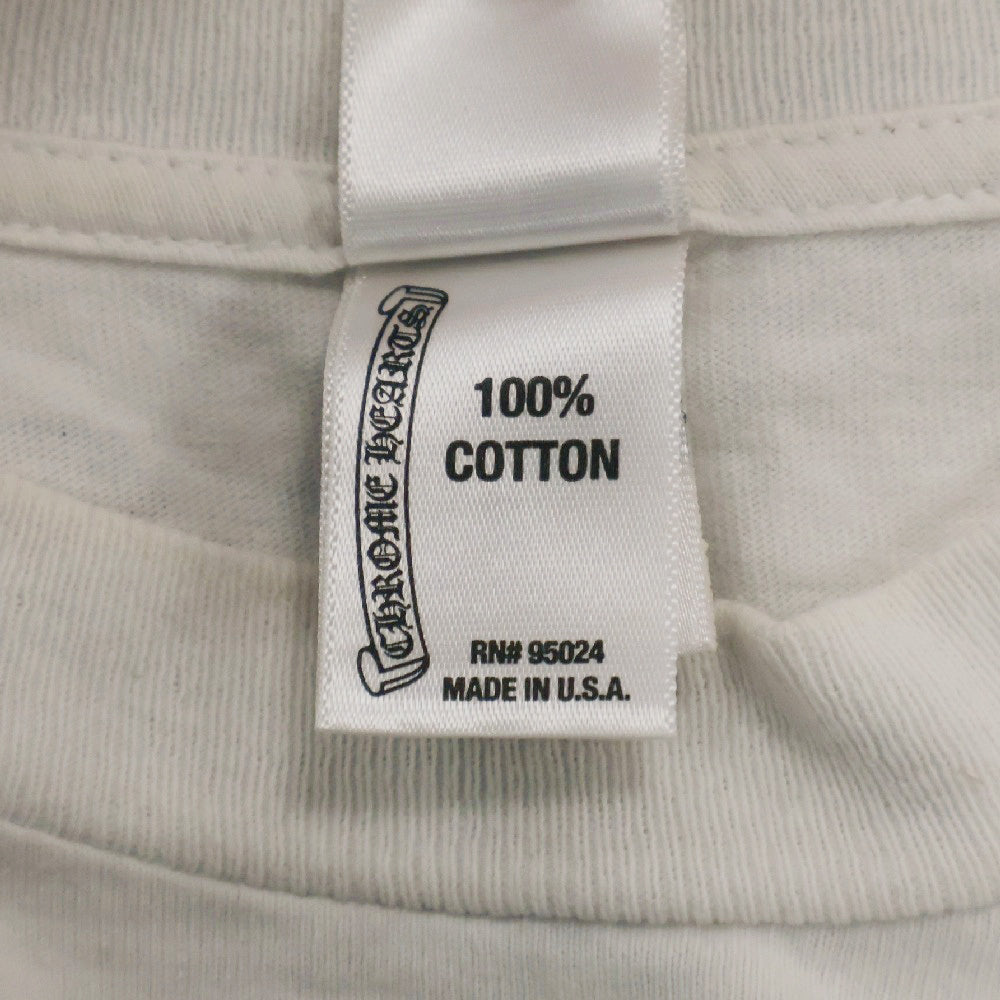 CHROME HEARTS
100%
COTTON
RN# 95024
MADE IN U.S.A.